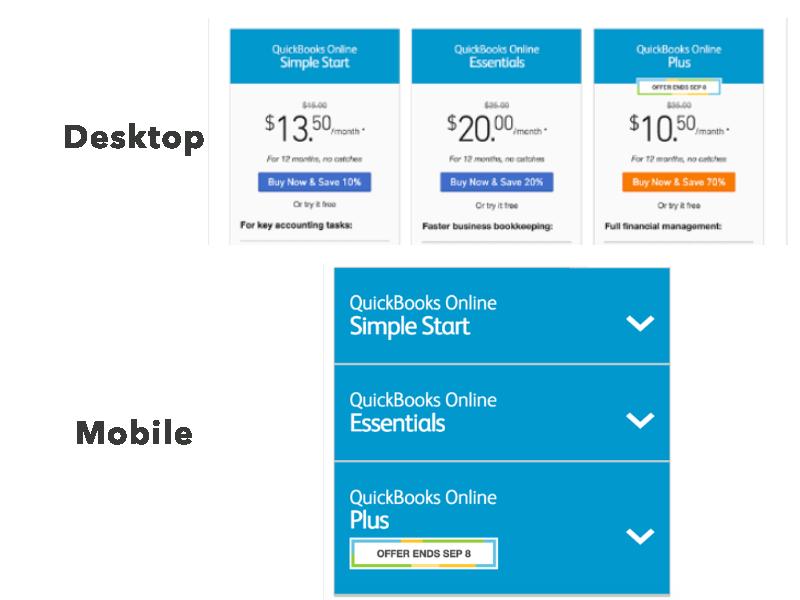 Desktop
QuickBooks Online
Simple Start
$15.00
$13.50/month*
For 12 months, no catches
Buy Now & Save 10%
Or try it free
For key accounting tasks:
QuickBooks Online
Essentials
$25.00
$20.00/month*
For 12 months, no catches
Buy Now & Save 20%
Or try it free
Faster business bookkeeping:
QuickBooks Online
Plus
OFFER ENDS SEP 8
$35.00
$10.50/month*
For 12 months, no catches
Buy Now & Save 70%
Or try it free
Full financial management:
Mobile
QuickBooks Online
Simple Start
QuickBooks Online
Essentials
QuickBooks Online
Plus
OFFER ENDS SEP 8